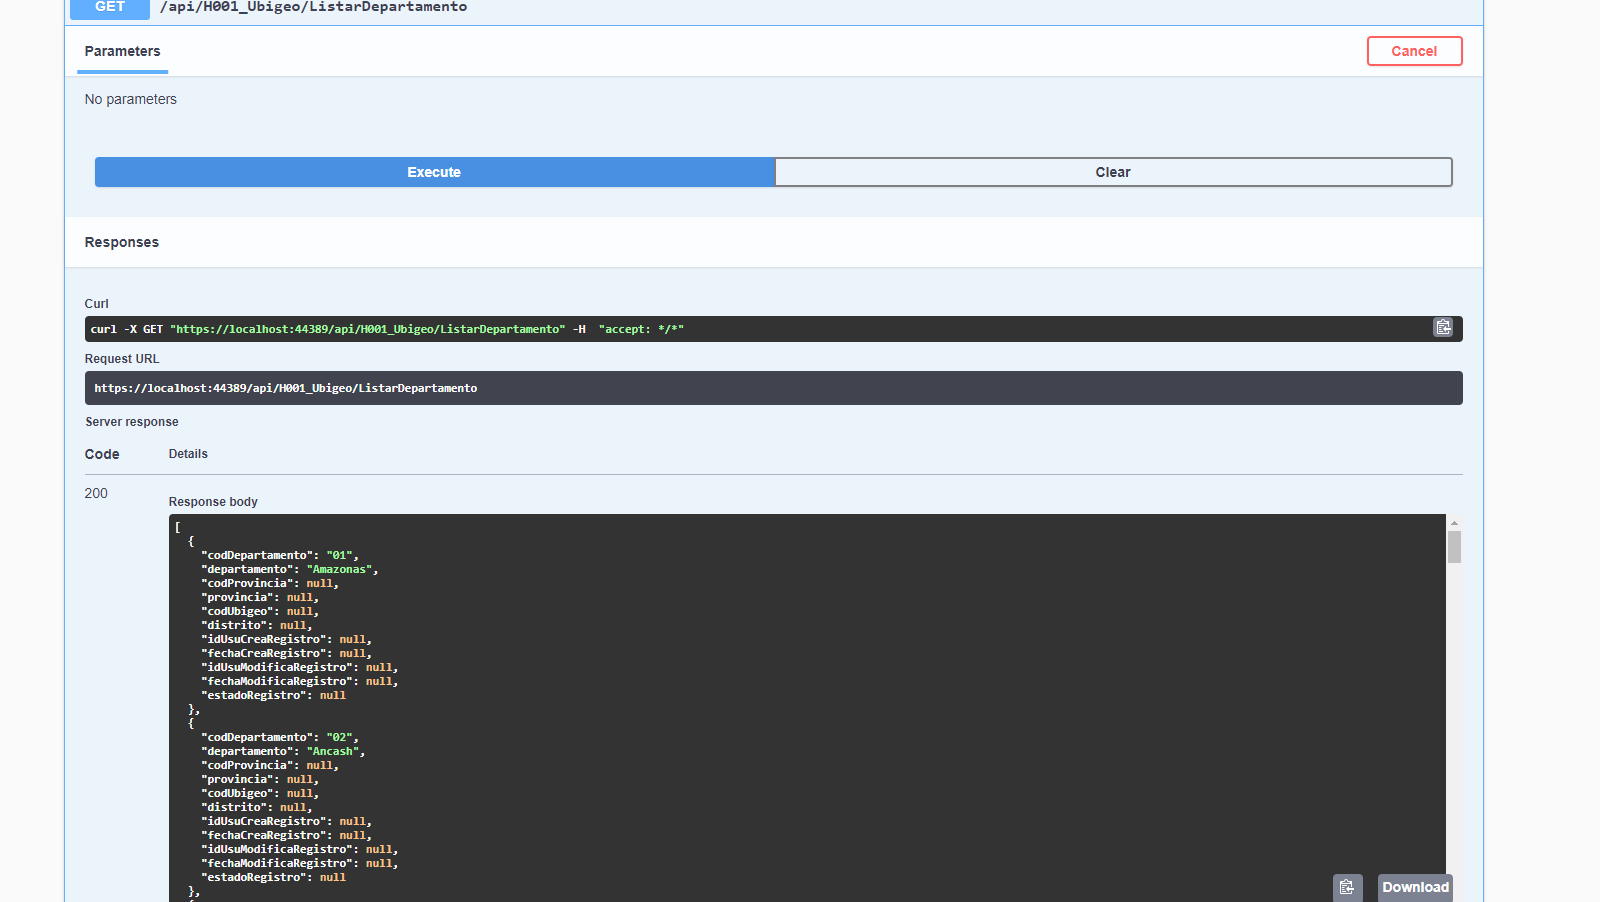 GET /api/H001_Ubigeo/ListarDepartamento
Parameters
Cancel
No parameters
Execute
Clear
Responses
Curl
curl -X GET "https://localhost:44389/api/H001_Ubigeo/ListarDepartamento" -H  "accept: */*"
Request URL
https://localhost:44389/api/H001_Ubigeo/ListarDepartamento
Server response
Code Details
200
Response body
[
  {
    "codDepartamento": "01",
    "departamento": "Amazonas",
    "codProvincia": null,
    "provincia": null,
    "codUbigeo": null,
    "distrito": null,
    "idUsuCreaRegistro": null,
    "fechaCreaRegistro": null,
    "idUsuModificaRegistro": null,
    "fechaModificaRegistro": null,
    "estadoRegistro": null
  },
  {
    "codDepartamento": "02",
    "departamento": "Ancash",
    "codProvincia": null,
    "provincia": null,
    "codUbigeo": null,
    "distrito": null,
    "idUsuCreaRegistro": null,
    "fechaCreaRegistro": null,
    "idUsuModificaRegistro": null,
    "fechaModificaRegistro": null,
    "estadoRegistro": null
  },
Download